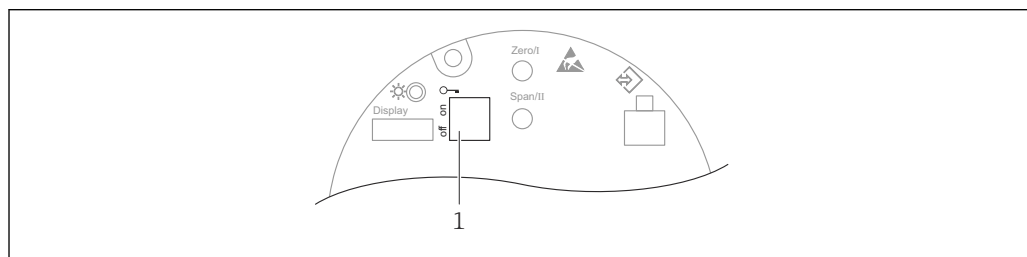 Zero/I
Display
on
off
Span/II
1